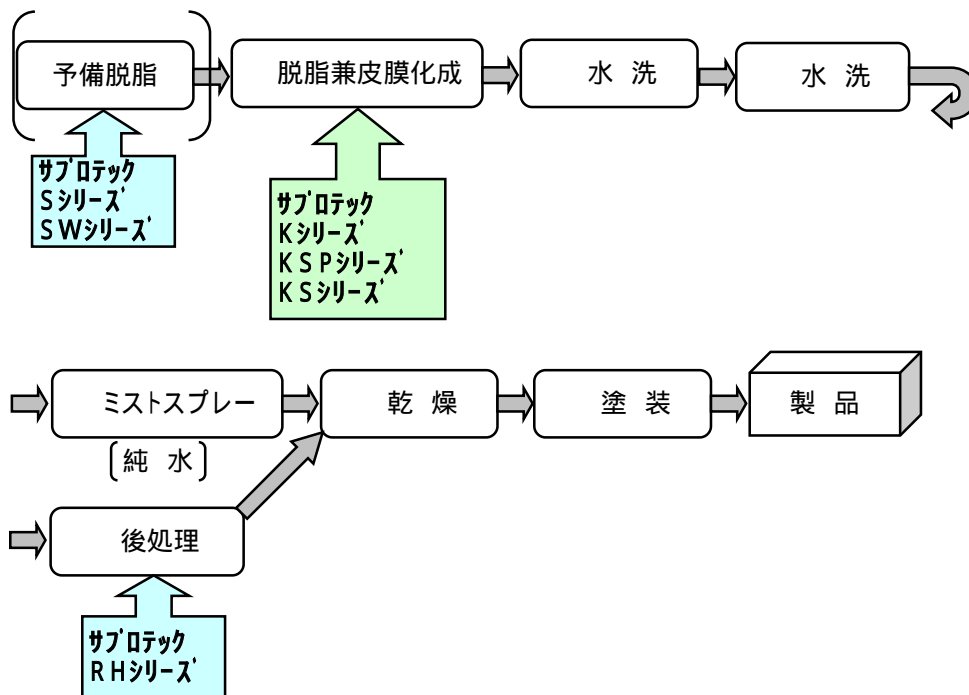 予備脱脂
脱脂兼皮膜化成
水 洗
水 洗
サプロテック
Sシリーズ
SWシリーズ
サプロテック
Kシリーズ
KSPシリーズ
KSシリーズ
ミストスプレー
乾 燥
塗 装
製 品
純 水
後処理
サプロテック
RHシリーズ